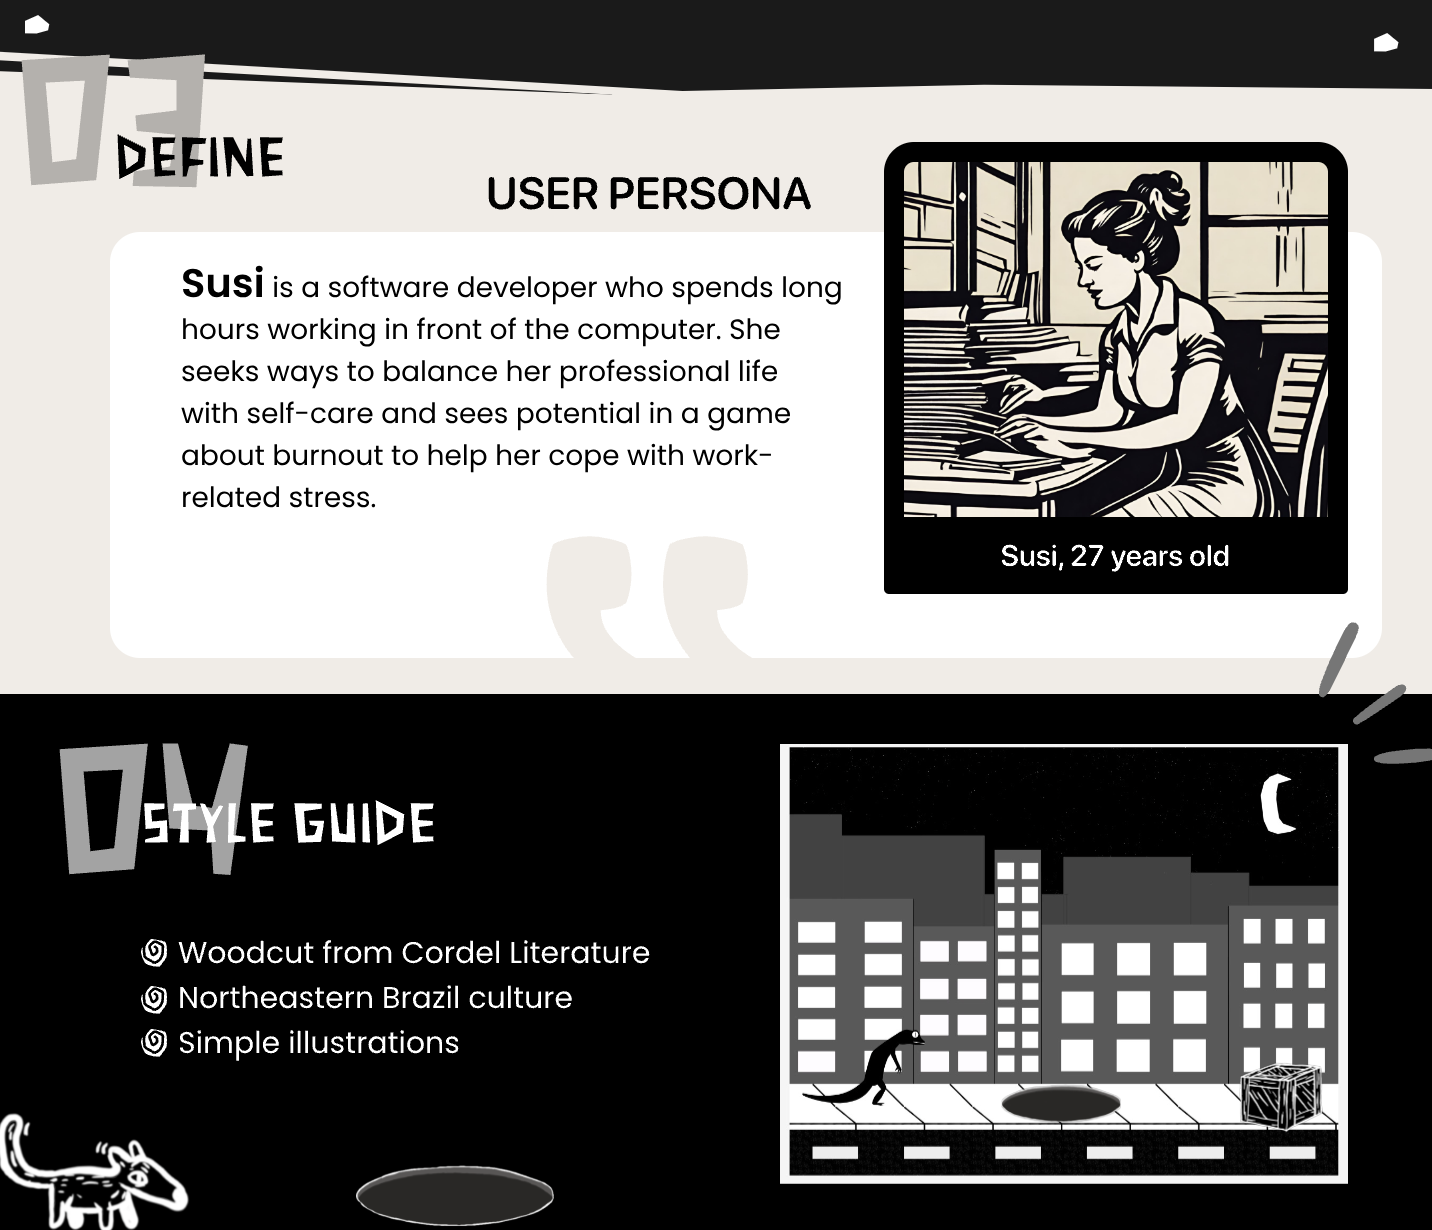 03
DEFINE
USER PERSONA
Susi is a software developer who spends long
hours working in front of the computer. She
seeks ways to balance her professional life
with self-care and sees potential in a game
about burnout to help her cope with work-
related stress.
Susi, 27 years old
04
STYLE GUIDE
Woodcut from Cordel Literature
Northeastern Brazil culture
Simple illustrations